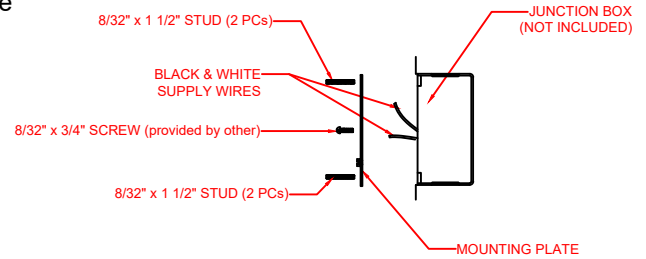 e
8/32" x 1 1/2" STUD (2 PCs)
JUNCTION BOX
(NOT INCLUDED)
BLACK & WHITE
SUPPLY WIRES
8/32" x 3/4" SCREW (provided by other)
8/32" x 1 1/2" STUD (2 PCs)
MOUNTING PLATE